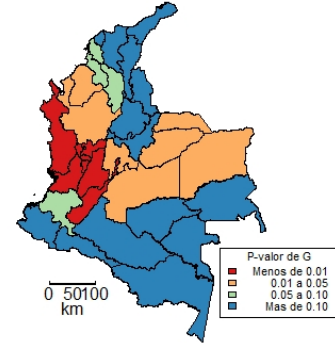 P-valor de G
Menos de 0.01
0.01 a 0.05
0.05 a 0.10
Mas de 0.10
0 50100
km